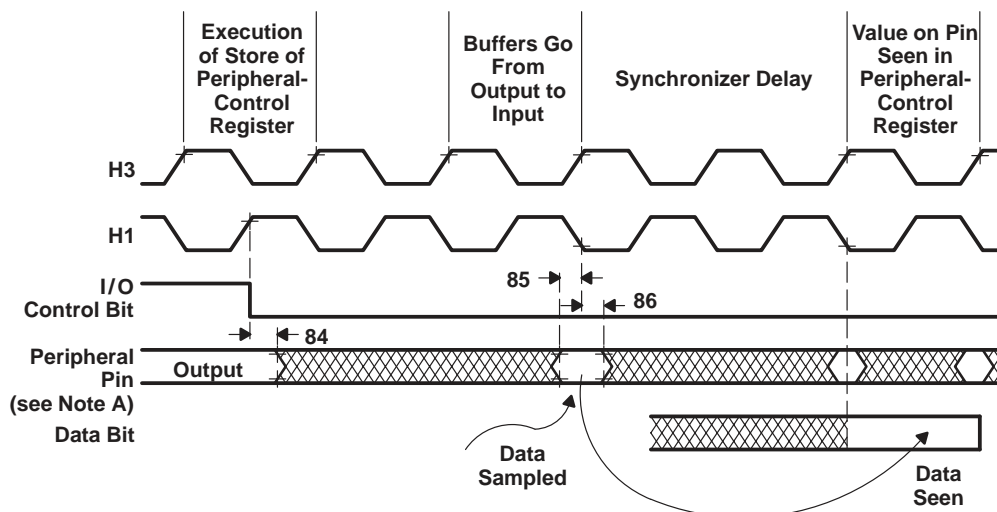 Execution
of Store of
Peripheral-
Control
Register
Buffers Go
From
Output to
Input
Synchronizer Delay
Value on Pin
Seen in
Peripheral-
Control
Register
H3
H1
I/O
Control Bit
85
86
84
Peripheral
Pin
(see Note A)
Output
Data Bit
Data
Sampled
Data
Seen